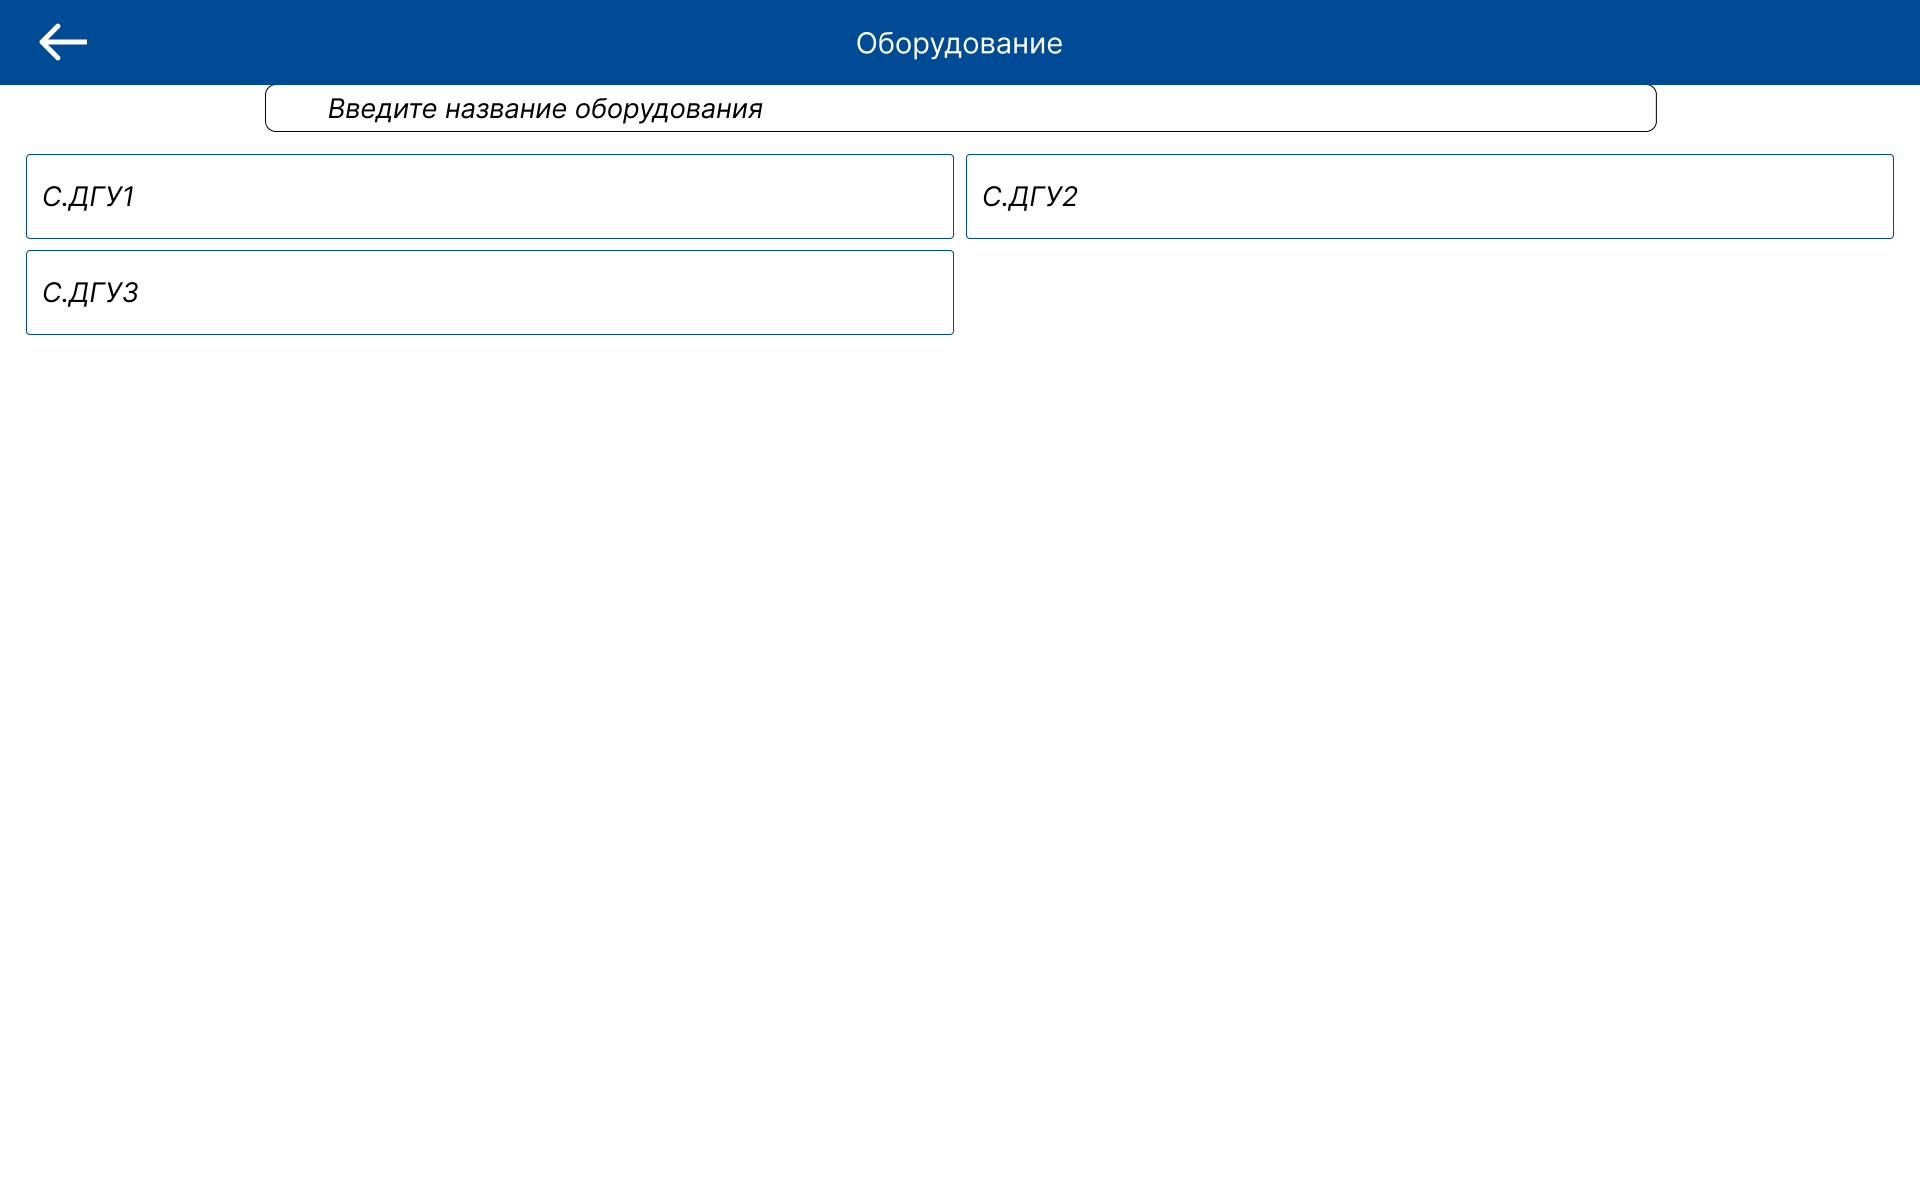 Оборудование
Введите название оборудования
С.ДГУ1
С.ДГУ2
С.ДГУ3